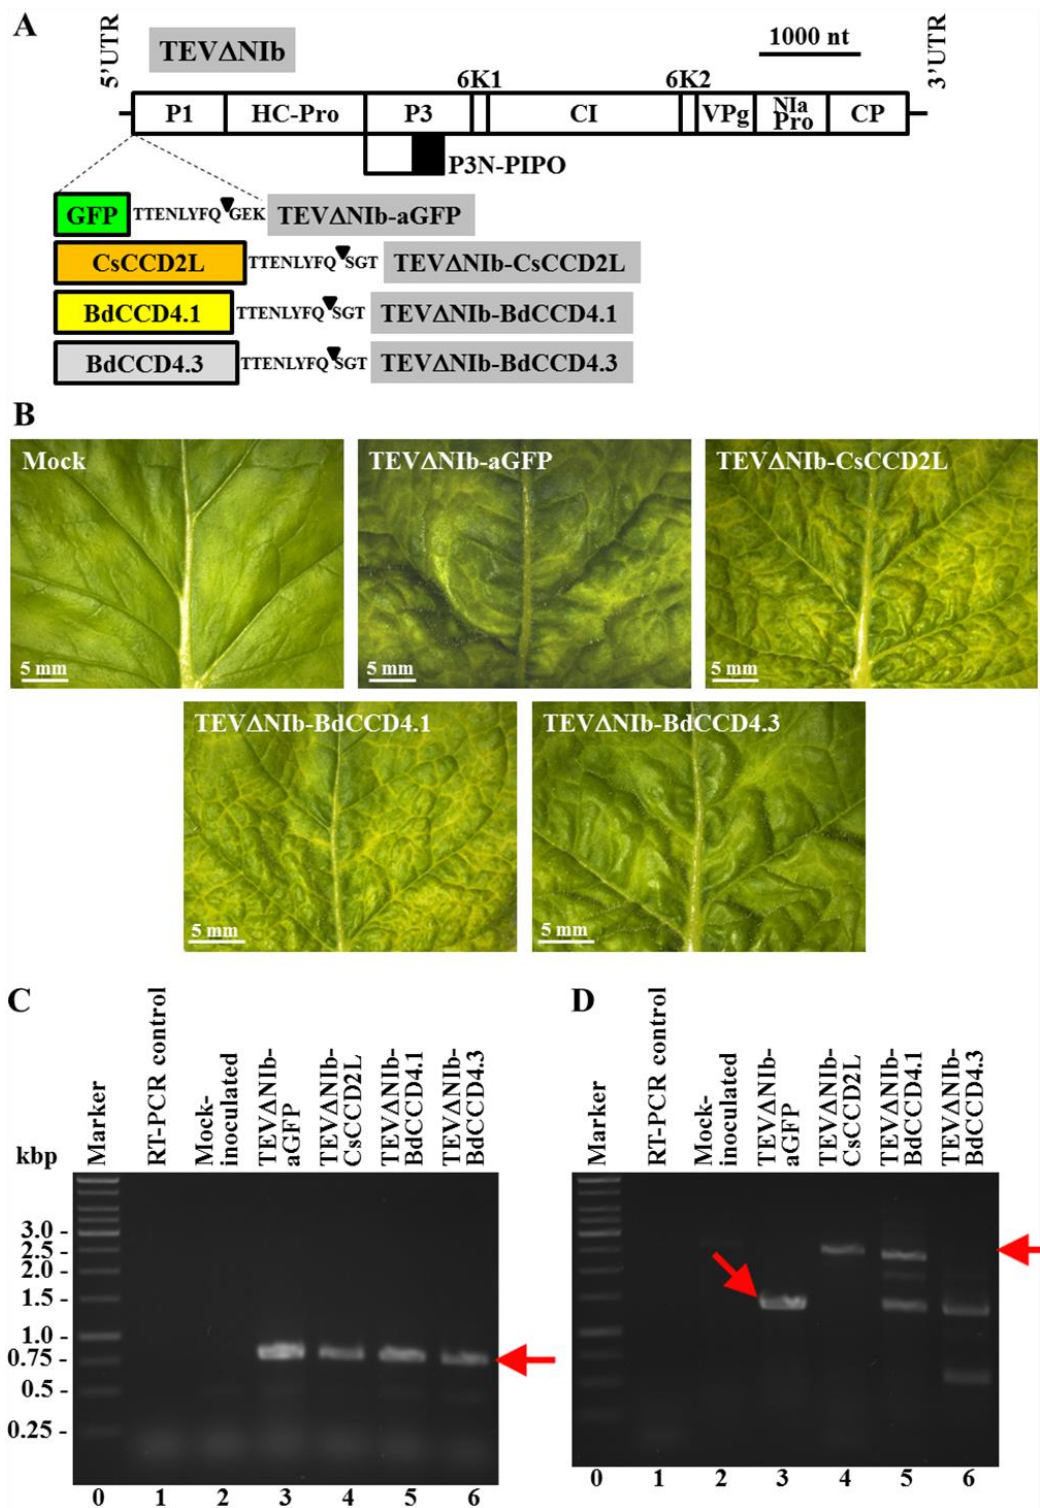 A
5'UTR
TEVΔNIb
1000 nt
3'UTR
6K1
6K2
P1
HC-Pro
P3
CI
VPg
NIa
Pro
CP
P3N-PIPO
GFP
TTENLYFQ GEK
TEVΔNIb-aGFP
CsCCD2L
TTENLYFQ SGT
TEVΔNIb-CsCCD2L
BdCCD4.1
TTENLYFQ SGT
TEVΔNIb-BdCCD4.1
BdCCD4.3
TTENLYFQ SGT
TEVΔNIb-BdCCD4.3
B
Mock
5 mm
TEVΔNIb-aGFP
5 mm
TEVΔNIb-CsCCD2L
5 mm
TEVΔNIb-BdCCD4.1
5 mm
TEVΔNIb-BdCCD4.3
5 mm
C
kbp
Marker
RT-PCR control
Mock-
inoculated
TEVΔNIb-
aGFP
TEVΔNIb-
CsCCD2L
TEVΔNIb-
BdCCD4.1
TEVΔNIb-
BdCCD4.3
3.0 -
2.5 -
2.0 -
1.5 -
1.0 -
0.75 -
0.5 -
0.25 -
0 1 2 3 4 5 6
D
Marker
RT-PCR control
Mock-
inoculated
TEVΔNIb-
aGFP
TEVΔNIb-
CsCCD2L
TEVΔNIb-
BdCCD4.1
TEVΔNIb-
BdCCD4.3
0 1 2 3 4 5 6